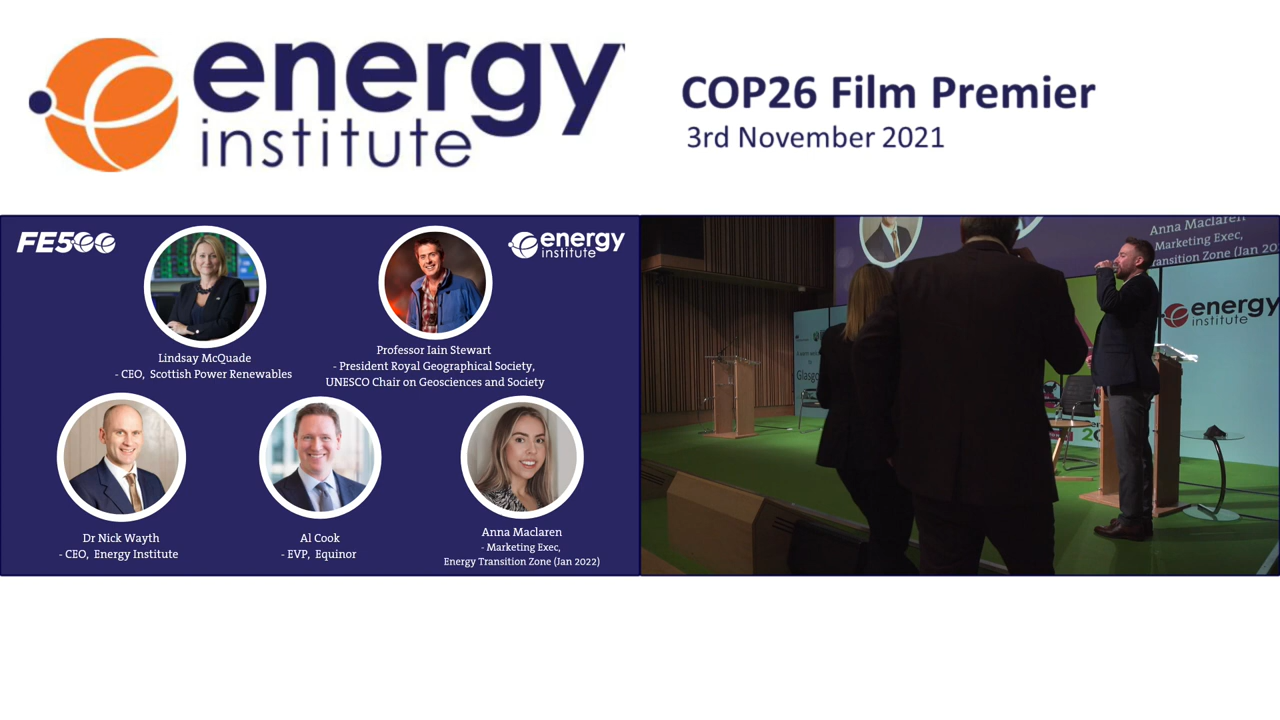 energy
institute
COP26 Film Premier
3rd November 2021
FE500
energy
institute
Lindsay McQuade
- CEO, Scottish Power Renewables
Professor Iain Stewart
- President Royal Geographical Society,
UNESCO Chair on Geosciences and Society
Dr Nick Wayth
- CEO, Energy Institute
Al Cook
- EVP, Equinor
Anna Maclaren
- Marketing Exec,
Energy Transition Zone (Jan 2022)
Anna Maclaren
Marketing Exec,
ransition Zone (Jan 20
energy
institute
Glasgo